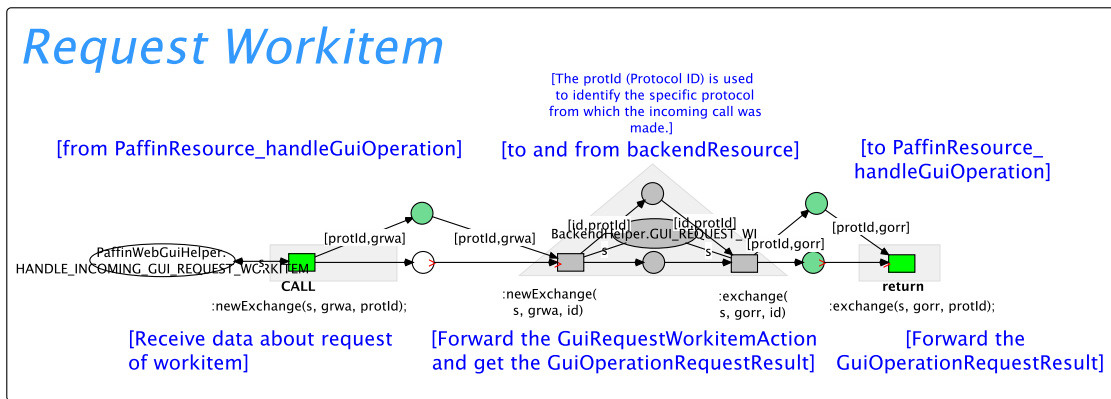 Request Workitem
[The protId (Protocol ID) is used
to identify the specific protocol
from which the incoming call was
made.]
[from PaffinResource_handleGuiOperation]
[to and from backendResource]
[to PaffinResource_
handleGuiOperation]
[protId,grwa]
[protId,grwa]
[id,protId]
[id,protId]
[protId,gorr]
[protId,gorr]
PaffinWebGuiHelper:
HANDLE_INCOMING_GUI_REQUEST_WORKITEM
s
BackendHelper.GUI_REQUEST_WI
s
s
CALL
return
:newExchange(s, grwa, protId);
:newExchange(
s, grwa, id)
:exchange(
s, gorr, id)
:exchange(s, gorr, protId);
[Receive data about request
of workitem]
[Forward the GuiRequestWorkitemAction
and get the GuiOperationRequestResult]
[Forward the
GuiOperationRequestResult]